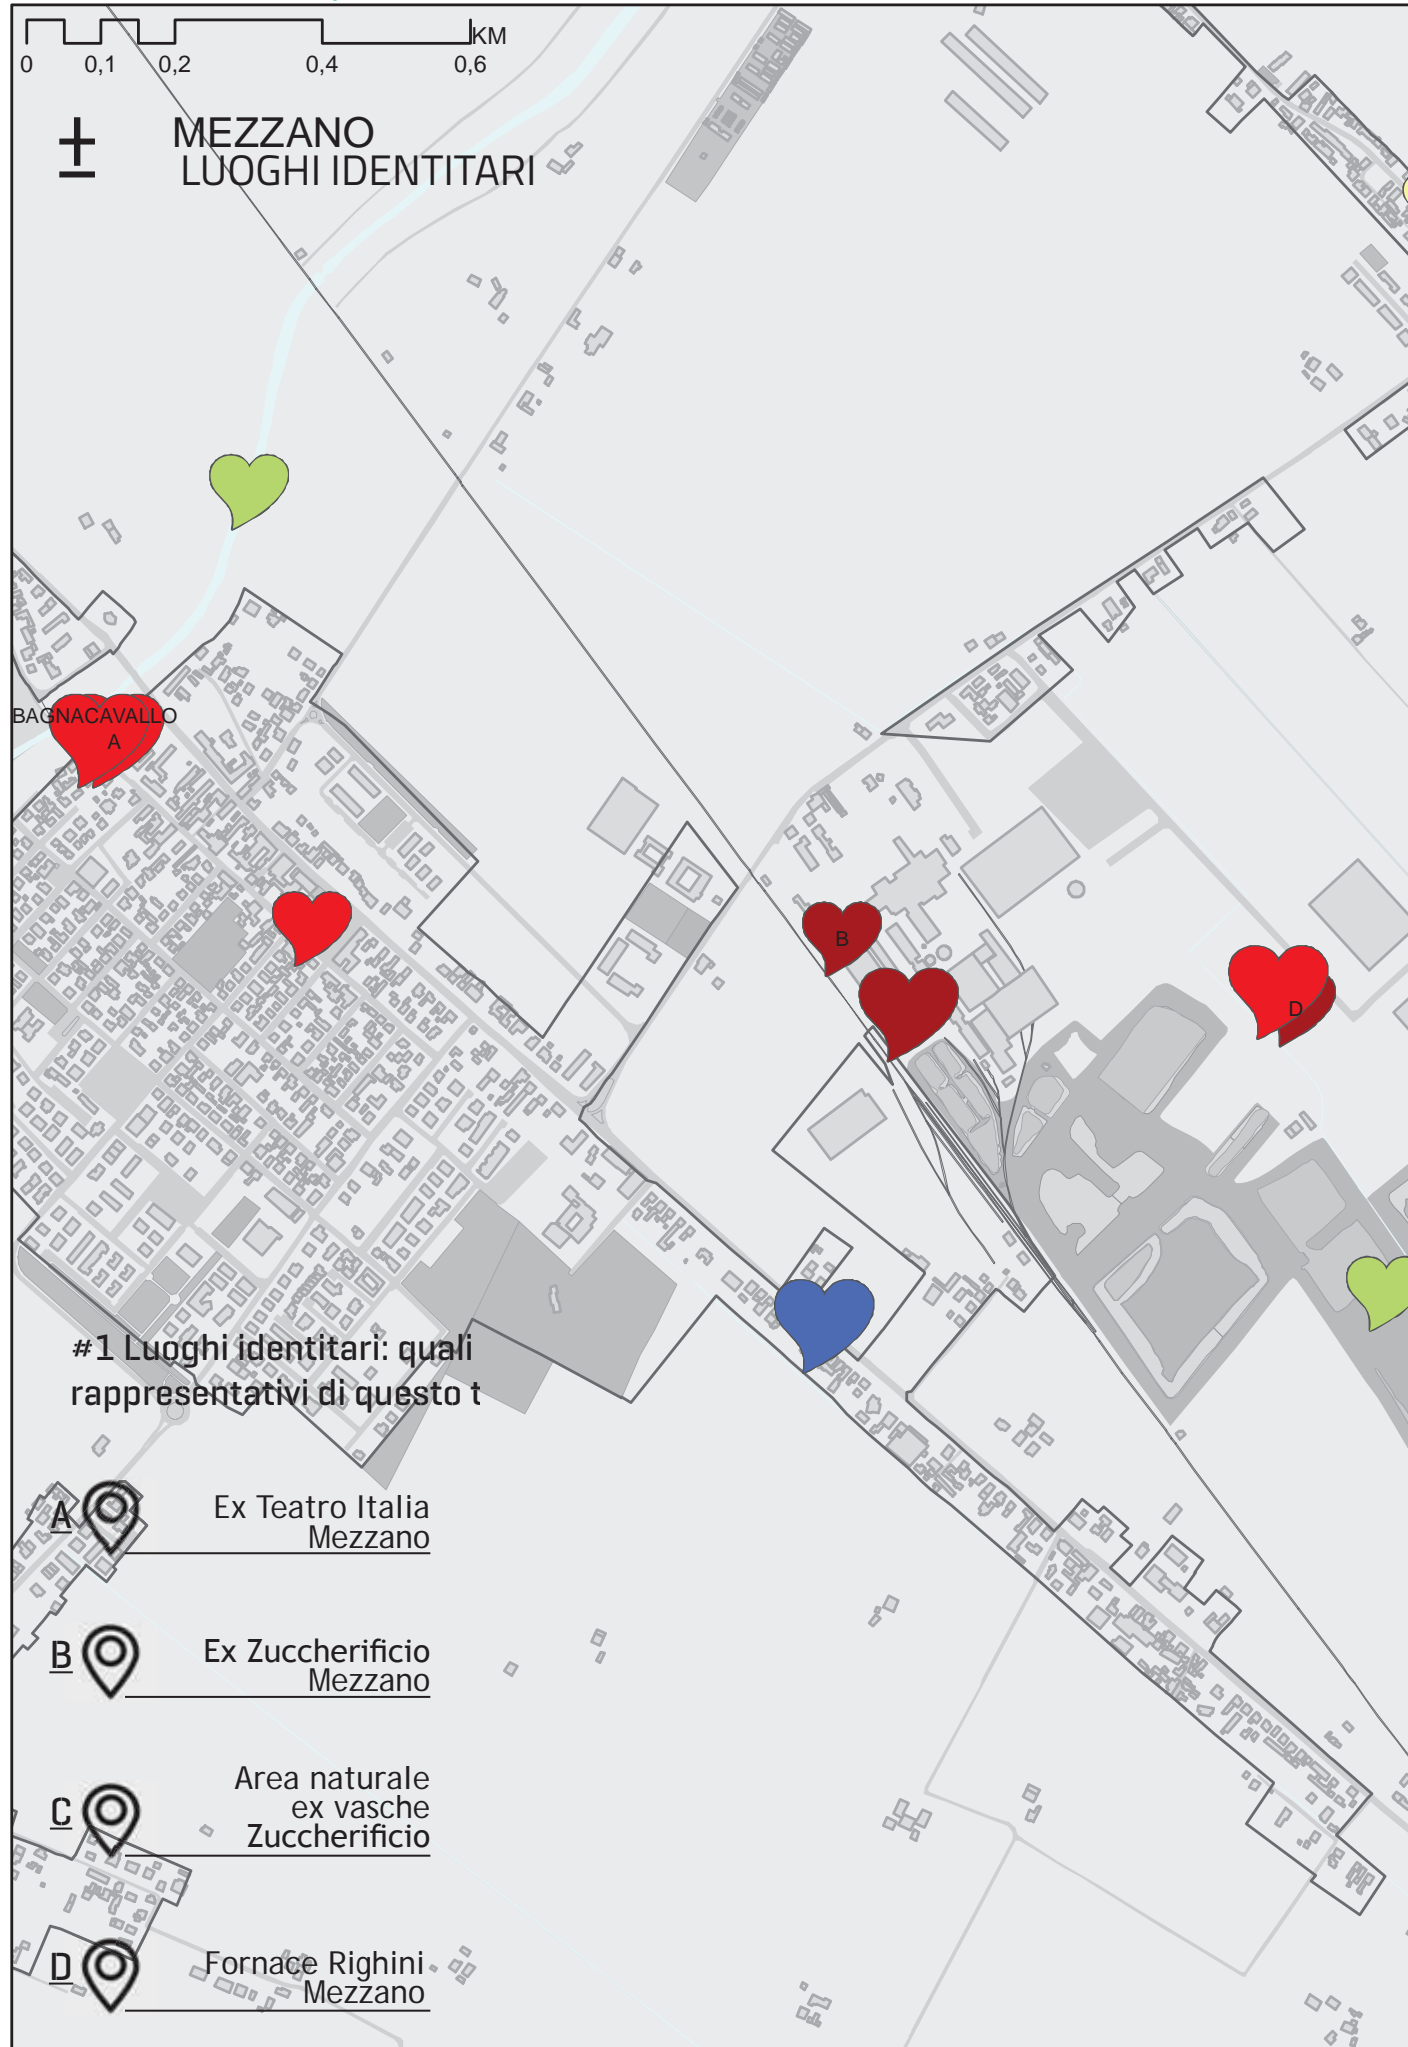 KM
0 0,1 0,2 0,4 0,6
MEZZANO
LUOGHI IDENTITARI
BAGNACAVALLO
A
B
D
#1 Luoghi identitari: quali
rappresentativi di questo t
A Ex Teatro Italia
Mezzano
B Ex Zuccherificio
Mezzano
C Area naturale
ex vasche
Zuccherificio
D Fornace Righini
Mezzano